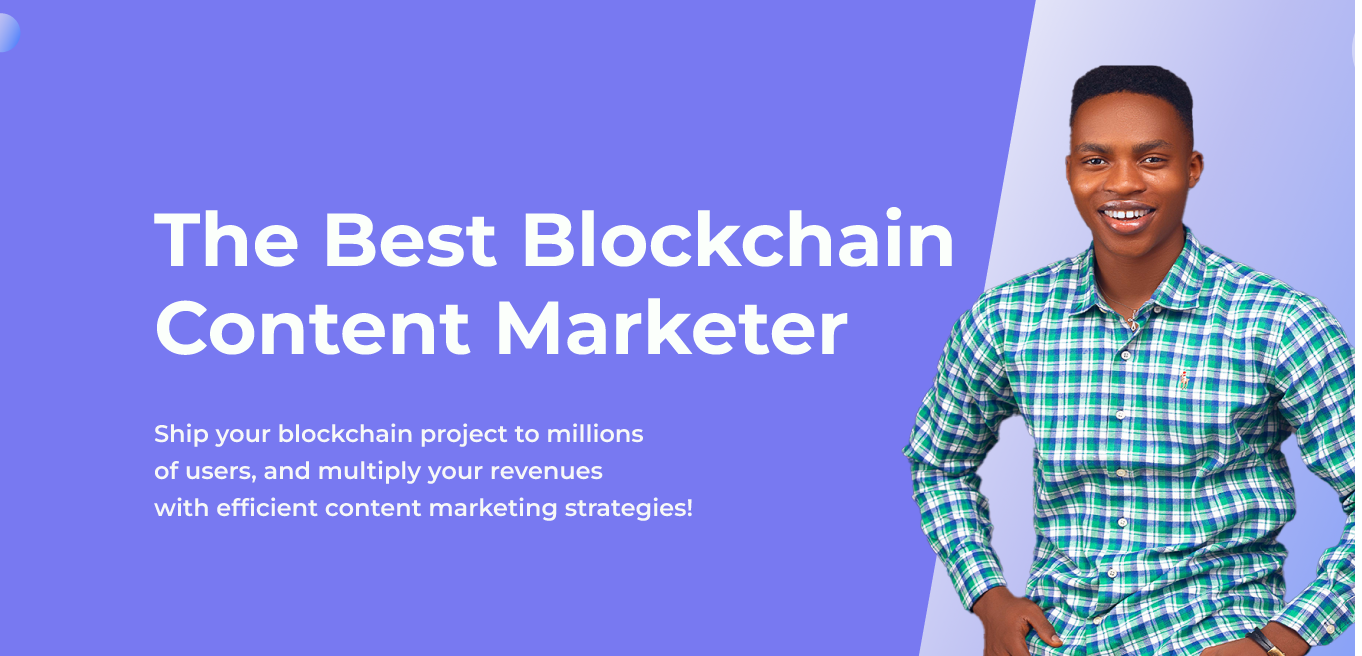 The Best Blockchain
Content Marketer
Ship your blockchain project to millions
of users, and multiply your revenues
with efficient content marketing strategies!